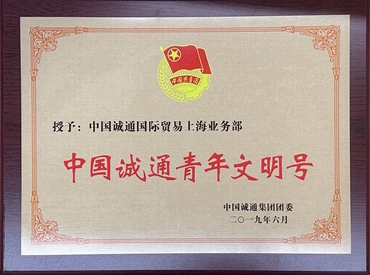 中国共青团
授予：中国诚通国际贸易上海业务部
中国诚通青年文明号
中国诚通集团团委
二〇一九年六月